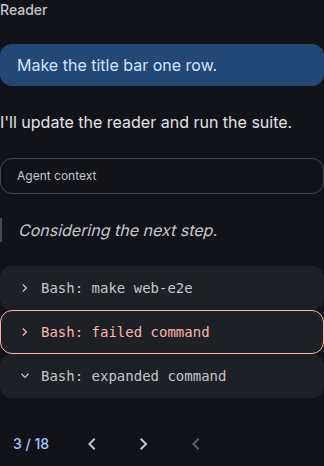 Reader
Make the title bar one row.
I'll update the reader and run the suite.
Agent context
Considering the next step.
Bash: make web-e2e
Bash: failed command
Bash: expanded command
3 / 18